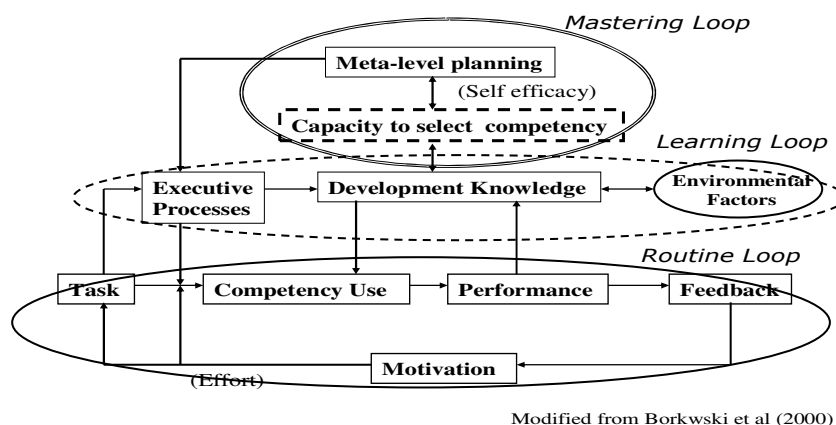 Mastering Loop
Meta-level planning
(Self efficacy)
Capacity to select competency
Learning Loop
Executive
Processes
Development Knowledge
Environmental
Factors
Routine Loop
Task
Competency Use
Performance
Feedback
Motivation
(Effort)
Modified from Borkwski et al (2000)